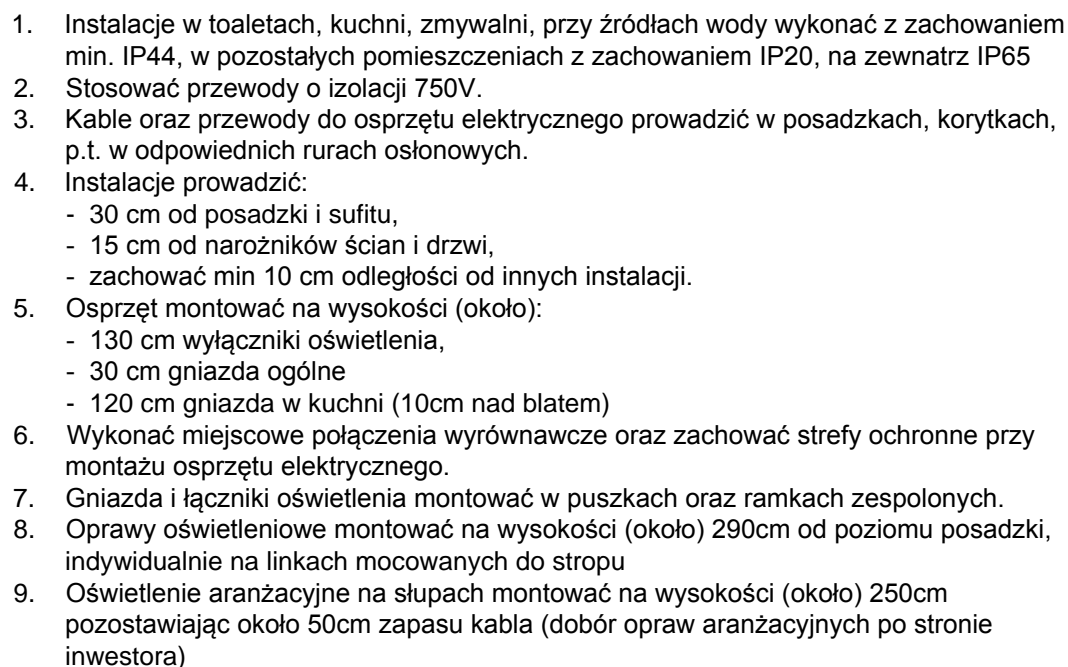 1. Instalacje w toaletach, kuchni, zmywalni, przy źródłach wody wykonać z zachowaniem
min. IP44, w pozostałych pomieszczeniach z zachowaniem IP20, na zewnatrz IP65
2. Stosować przewody o izolacji 750V.
3. Kable oraz przewody do osprzętu elektrycznego prowadzić w posadzkach, korytkach,
p.t. w odpowiednich rurach osłonowych.
4. Instalacje prowadzić:
- 30 cm od posadzki i sufitu,
- 15 cm od narożników ścian i drzwi,
- zachować min 10 cm odległości od innych instalacji.
5. Osprzęt montować na wysokości (około):
- 130 cm wyłączniki oświetlenia,
- 30 cm gniazda ogólne
- 120 cm gniazda w kuchni (10cm nad blatem)
6. Wykonać miejscowe połączenia wyrównawcze oraz zachować strefy ochronne przy
montażu osprzętu elektrycznego.
7. Gniazda i łączniki oświetlenia montować w puszkach oraz ramkach zespolonych.
8. Oprawy oświetleniowe montować na wysokości (około) 290cm od poziomu posadzki,
indywidualnie na linkach mocowanych do stropu
9. Oświetlenie aranżacyjne na słupach montować na wysokości (około) 250cm
pozostawiając około 50cm zapasu kabla (dobór opraw aranżacyjnych po stronie
inwestora)